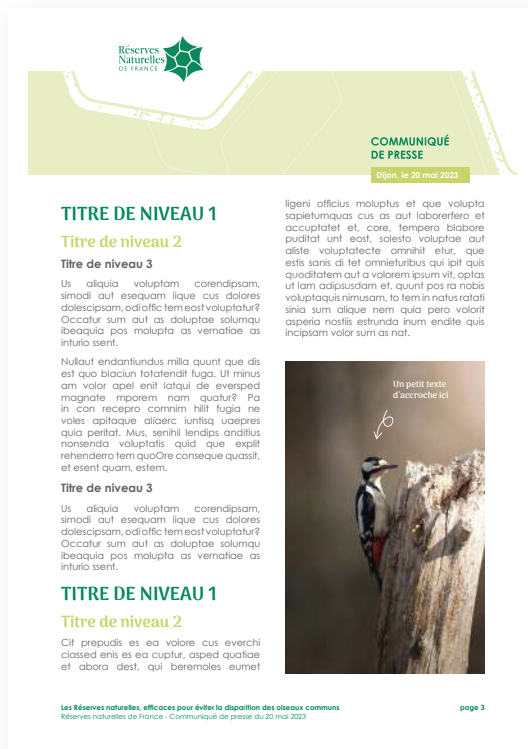 Réserves
Naturelles
DE FRANCE
COMMUNIQUÉ
DE PRESSE
Dijon, le 20 mai 2023
TITRE DE NIVEAU 1
Titre de niveau 2
Titre de niveau 3
Us aliquia voluptam corendipsam,
simodi aut esequam lique cus dolores
dolescipsam, odi offic tem east voluptatur?
Occatur sum aut as doluptae solumqu
ibeaquia pos molupta as vernatiae as
inturio ssent.
Nullaut endantiundus milla quunt que dis
est quo blaciun totatendit fuga. Ut minus
am volor apel enit latqui de eversped
magnate mporem nam quatur? Pa
in con recepro comnim hilit fugia ne
voles apitaque aliaerc iuntisq uaepres
quia peritat. Mus, senihil lendips anditius
nonsenda voluptatis quid que explit
rehenderro tem quoOre conseque quassit,
et esent quam, estem.
Titre de niveau 3
Us aliquia voluptam corendipsam,
simodi aut esequam lique cus dolores
dolescipsam, odi offic tem east voluptatur?
Occatur sum aut as doluptae solumqu
ibeaquia pos molupta as vernatiae as
inturio ssent.
TITRE DE NIVEAU 1
Titre de niveau 2
Cit prepudis es ea volore cus everchi
ciassed enis es ea cuptur, asped quatiae
et abora dest, qui beremoles eumet
ligeni officius moluptus et que volupta
sapietumquas cus as aut laborerfero et
accuptatet et, core, tempero blabore
puditat unt eost, solesto voluptae aut
aliste voluptatecte omnihit etur, que
estis sanis di tet omnieturibus qui ipit quis
quoditatem aut a volorem ipsum vit, optas
ut lam adipsusdam et, quunt pos ra nobis
voluptaquis nimusam, to tem in natus ratati
sinia sum alique nem quia pero volorit
asperia nostiis estrunda inum endite quis
incipsam volor sum as nat.
Un petit texte
d'accroche ici
Les Réserves naturelles, efficaces pour éviter la disparition des oiseaux communs
Réserves naturelles de France - Communiqué de presse du 20 mai 2023
page 3